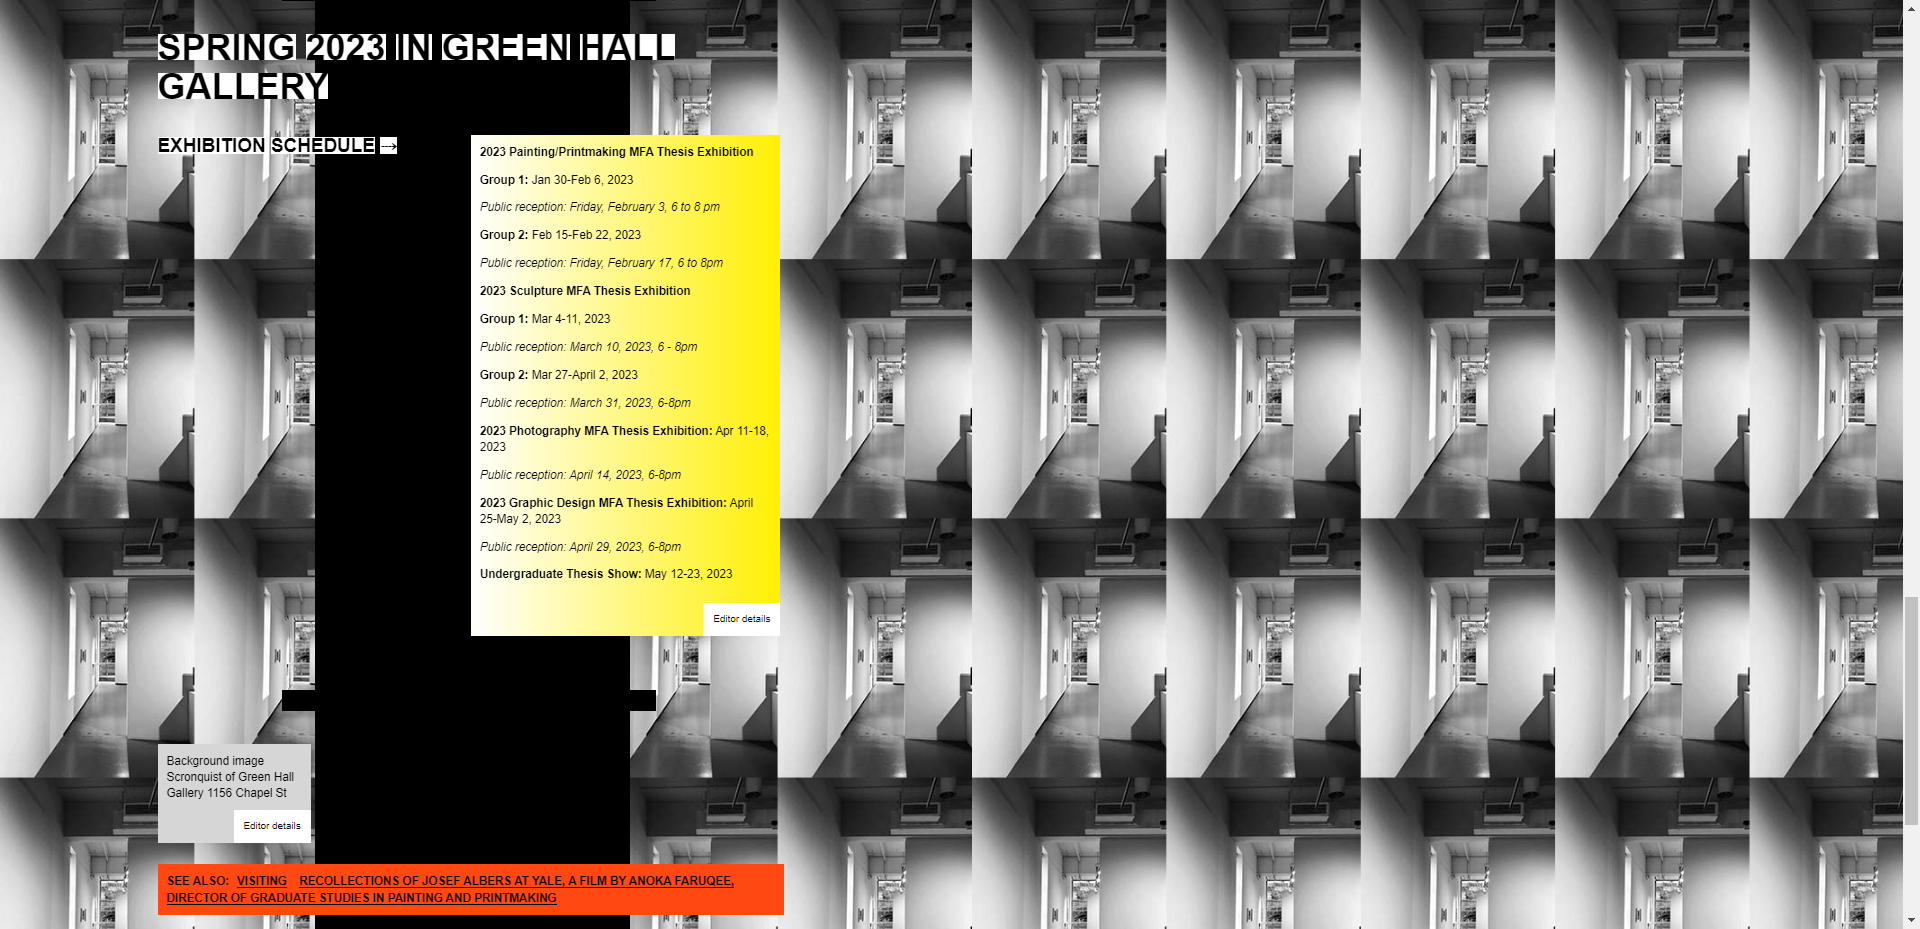 SPRING 2023 IN GREEN HALL
GALLERY
EXHIBITION SCHEDULE →
2023 Painting/Printmaking MFA Thesis Exhibition
Group 1: Jan 30-Feb 6, 2023
Public reception: Friday, February 3, 6 to 8 pm
Group 2: Feb 15-Feb 22, 2023
Public reception: Friday, February 17, 6 to 8pm
2023 Sculpture MFA Thesis Exhibition
Group 1: Mar 4-11, 2023
Public reception: March 10, 2023, 6 - 8pm
Group 2: Mar 27-April 2, 2023
Public reception: March 31, 2023, 6-8pm
2023 Photography MFA Thesis Exhibition: Apr 11-18,
2023
Public reception: April 14, 2023, 6-8pm
2023 Graphic Design MFA Thesis Exhibition: April
25-May 2, 2023
Public reception: April 29, 2023, 6-8pm
Undergraduate Thesis Show: May 12-23, 2023
Editor details
Background image
Scronquist of Green Hall
Gallery 1156 Chapel St
Editor details
SEE ALSO: VISITING RECOLLECTIONS OF JOSEF ALBERS AT YALE, A FILM BY ANOKA FARUQEE,
DIRECTOR OF GRADUATE STUDIES IN PAINTING AND PRINTMAKING